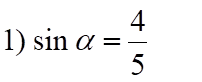 1) sin α = 4/5